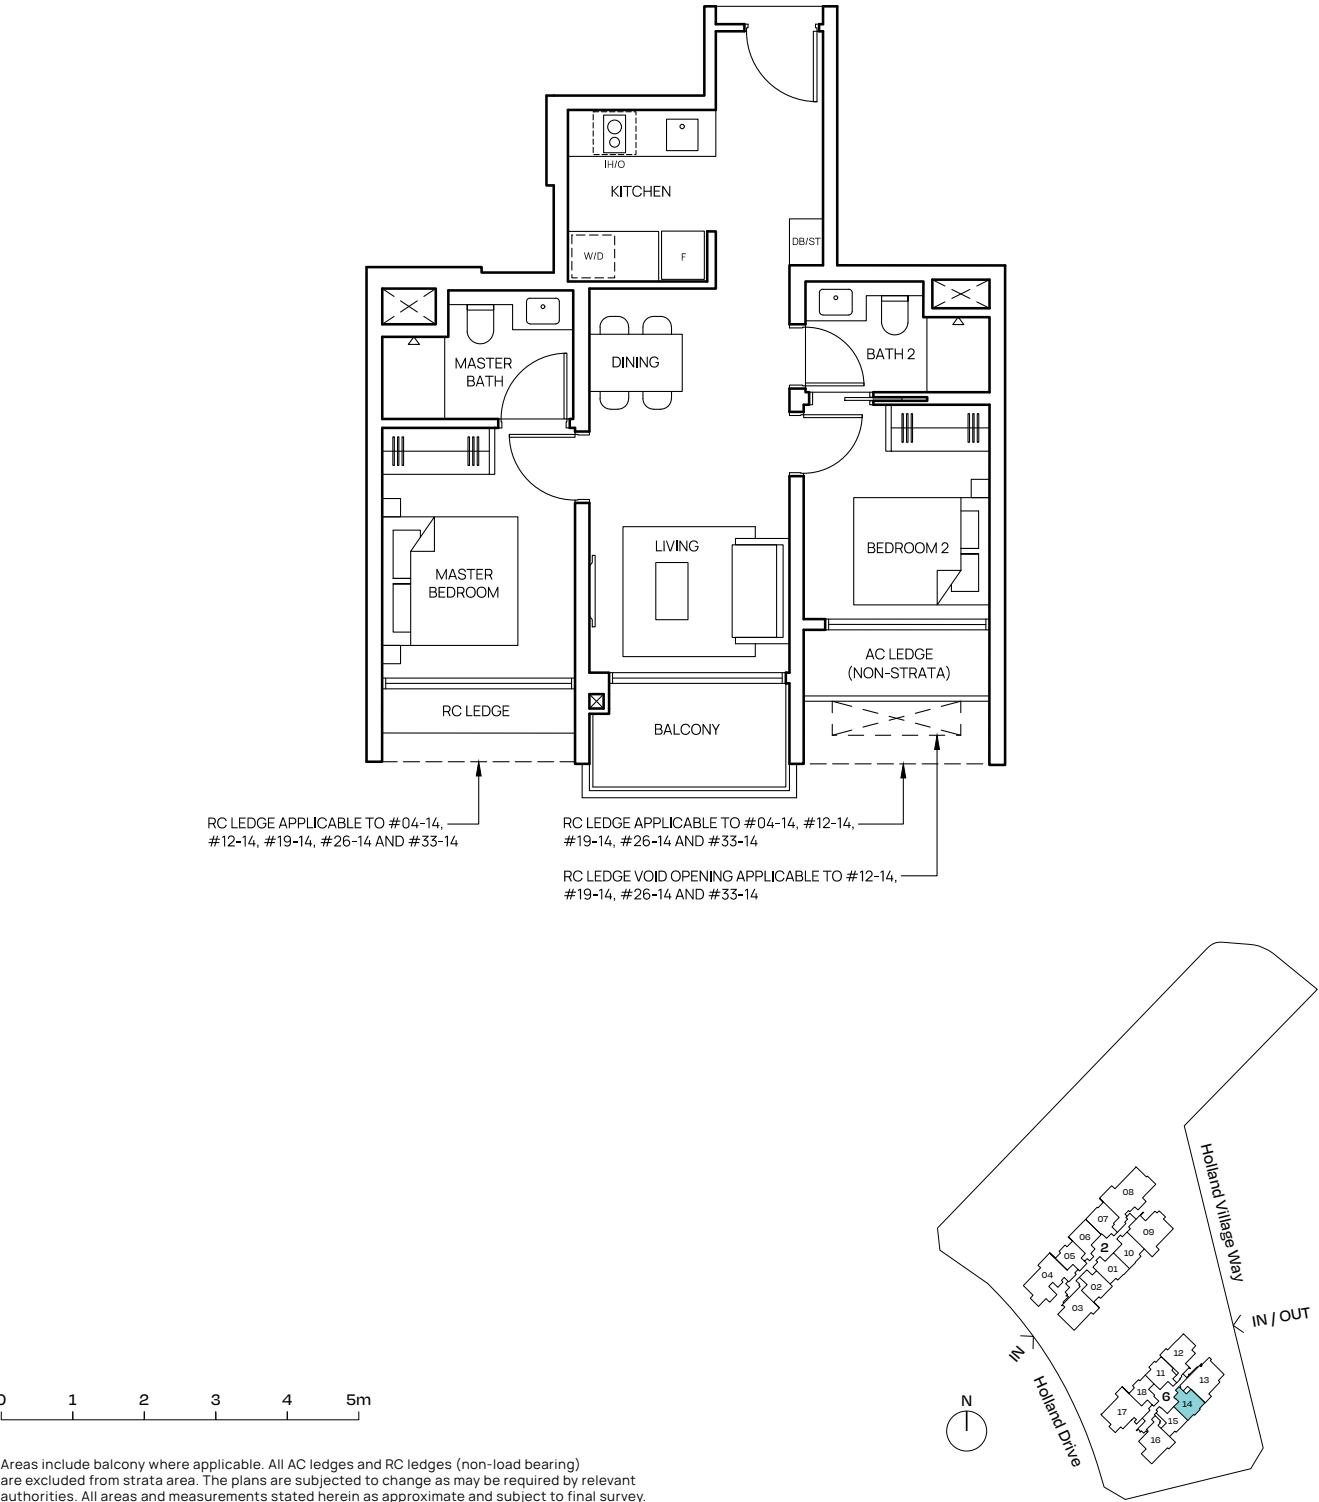 IH/O
KITCHEN
W/D
F
DB/ST
MASTER
BATH
DINING
BATH 2
LIVING
BEDROOM 2
MASTER
BEDROOM
AC LEDGE
(NON-STRATA)
RC LEDGE
BALCONY
RC LEDGE APPLICABLE TO #04-14,
#12-14, #19-14, #26-14 AND #33-14
RC LEDGE APPLICABLE TO #04-14, #12-14,
#19-14, #26-14 AND #33-14
RC LEDGE VOID OPENING APPLICABLE TO #12-14,
#19-14, #26-14 AND #33-14
Holland Village Way
08
07
09
06
2
10
05
01
04
02
03
IN / OUT
IN
Holland Drive
12
11
13
18
6
14
17
15
16
N
0 1 2 3 4 5m
Areas include balcony where applicable. All AC ledges and RC ledges (non-load bearing)
are excluded from strata area. The plans are subjected to change as may be required by relevant
authorities. All areas and measurements stated herein as approximate and subject to final survey.